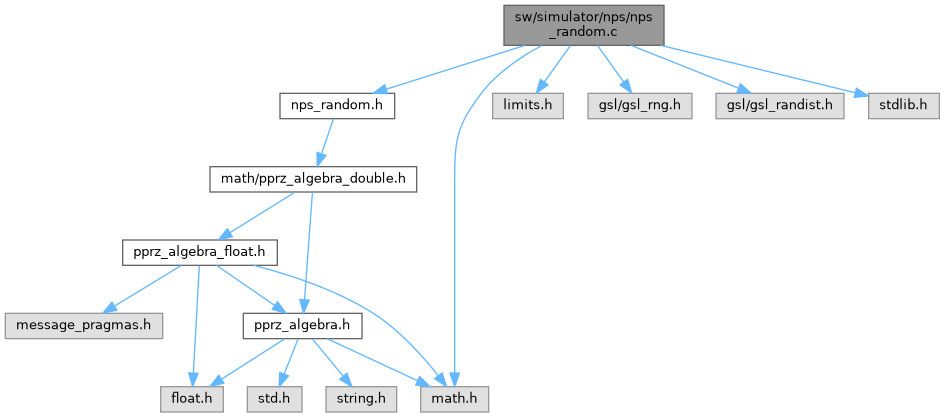 sw/simulator/nps/nps
_random.c
nps_random.h
limits.h
gsl/gsl_rng.h
gsl/gsl_randist.h
stdlib.h
math/pprz_algebra_double.h
pprz_algebra_float.h
message_pragmas.h
pprz_algebra.h
float.h
std.h
string.h
math.h